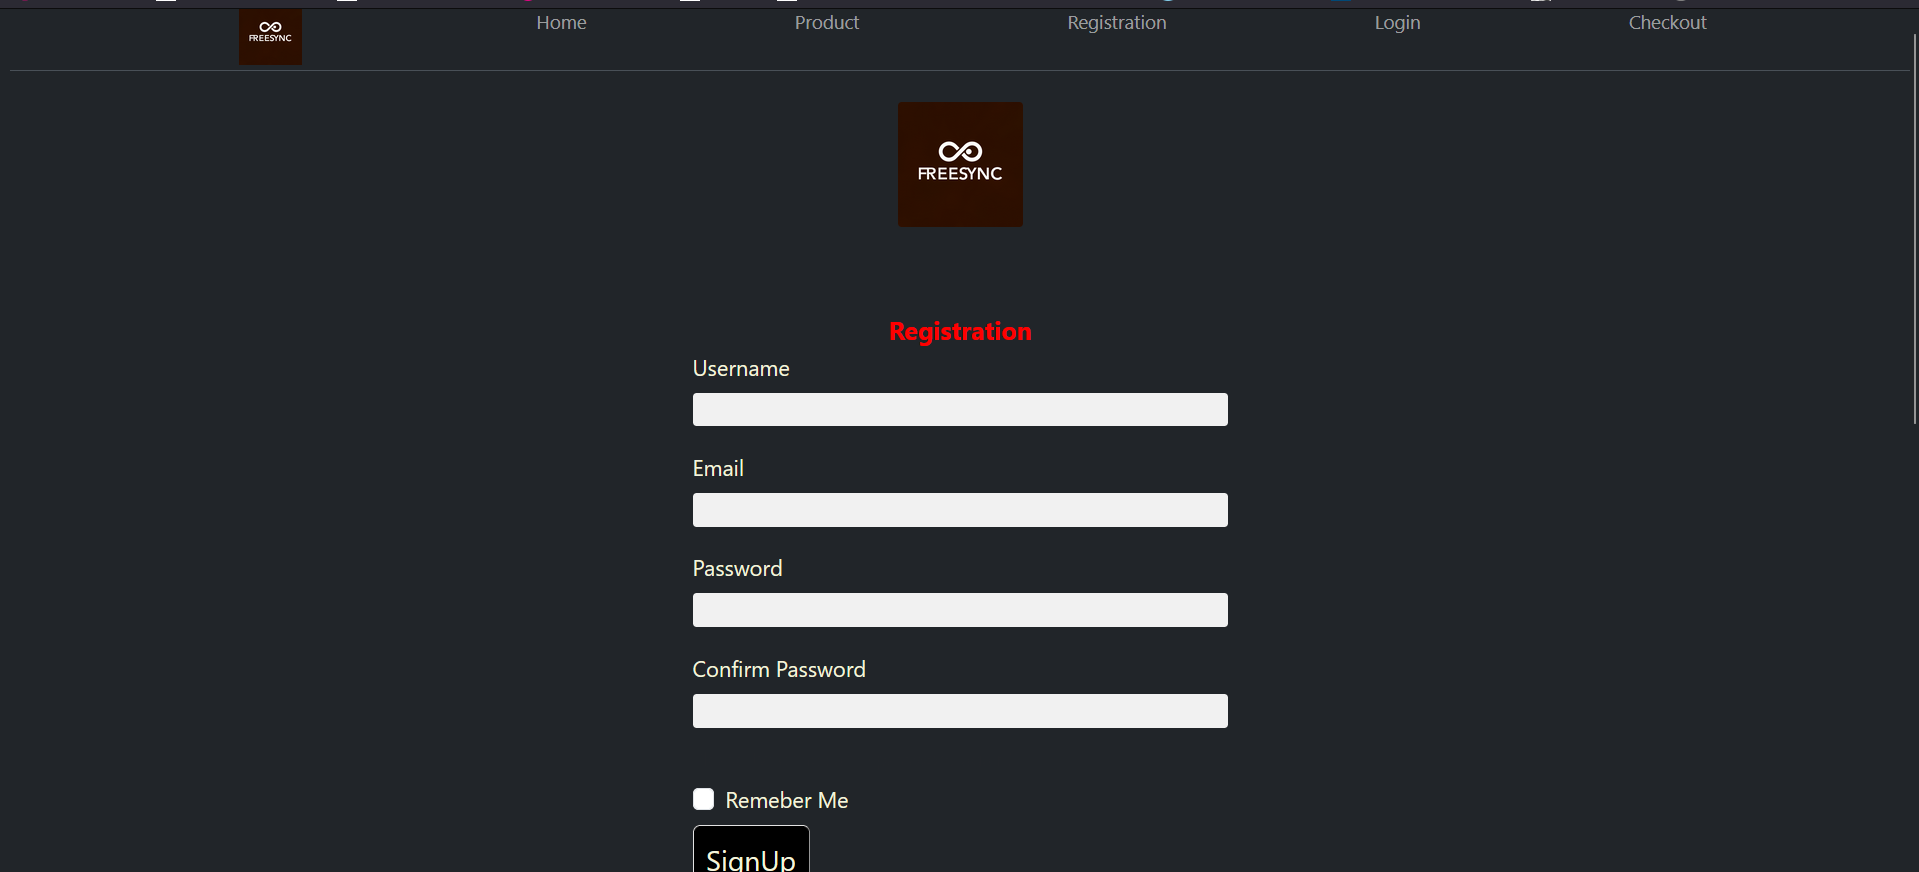 FREESYNC Home Product Registration Login Checkout
FREESYNC
Registration
Username
Email
Password
Confirm Password
Remeber Me
SignUp